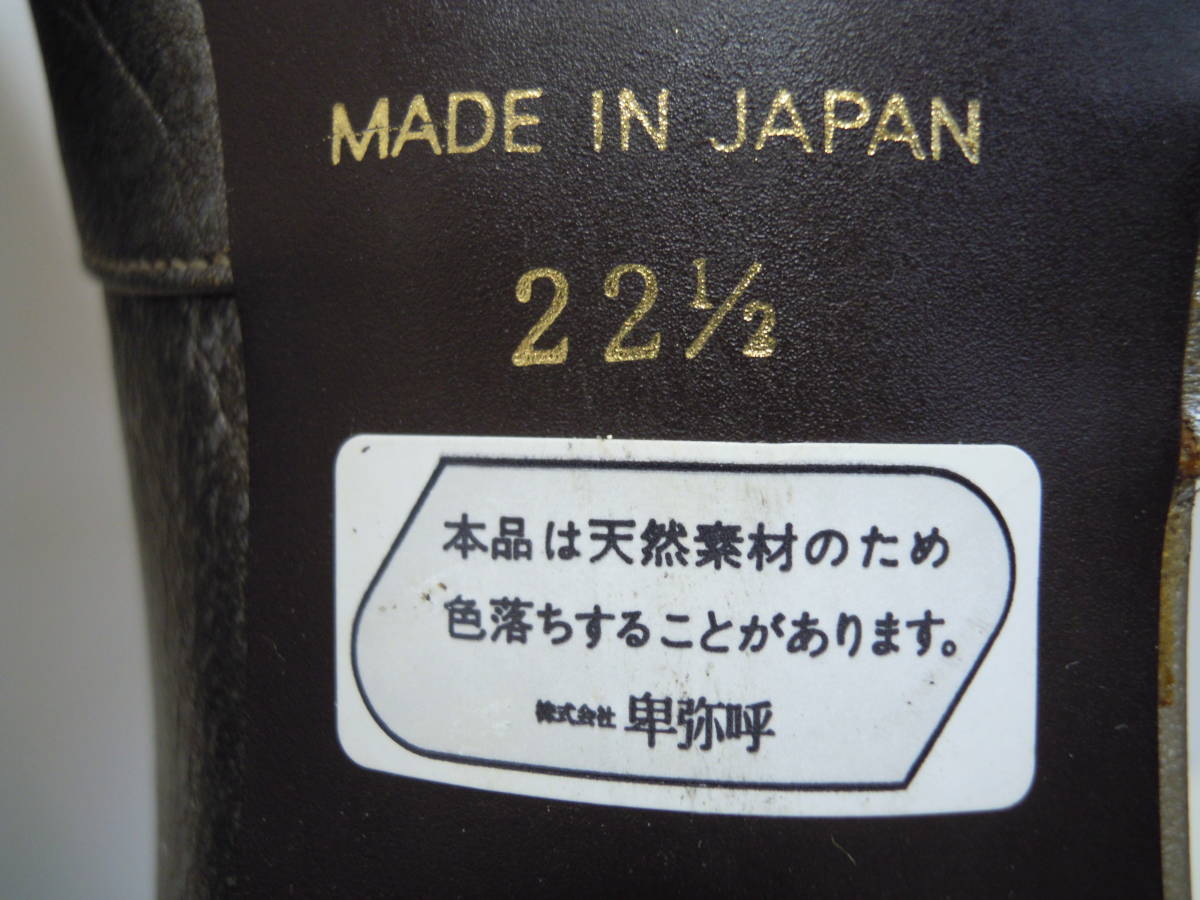 MADE IN JAPAN
22½
本品は天然素材のため
色落ちすることがあります。
株式会社 卑弥呼